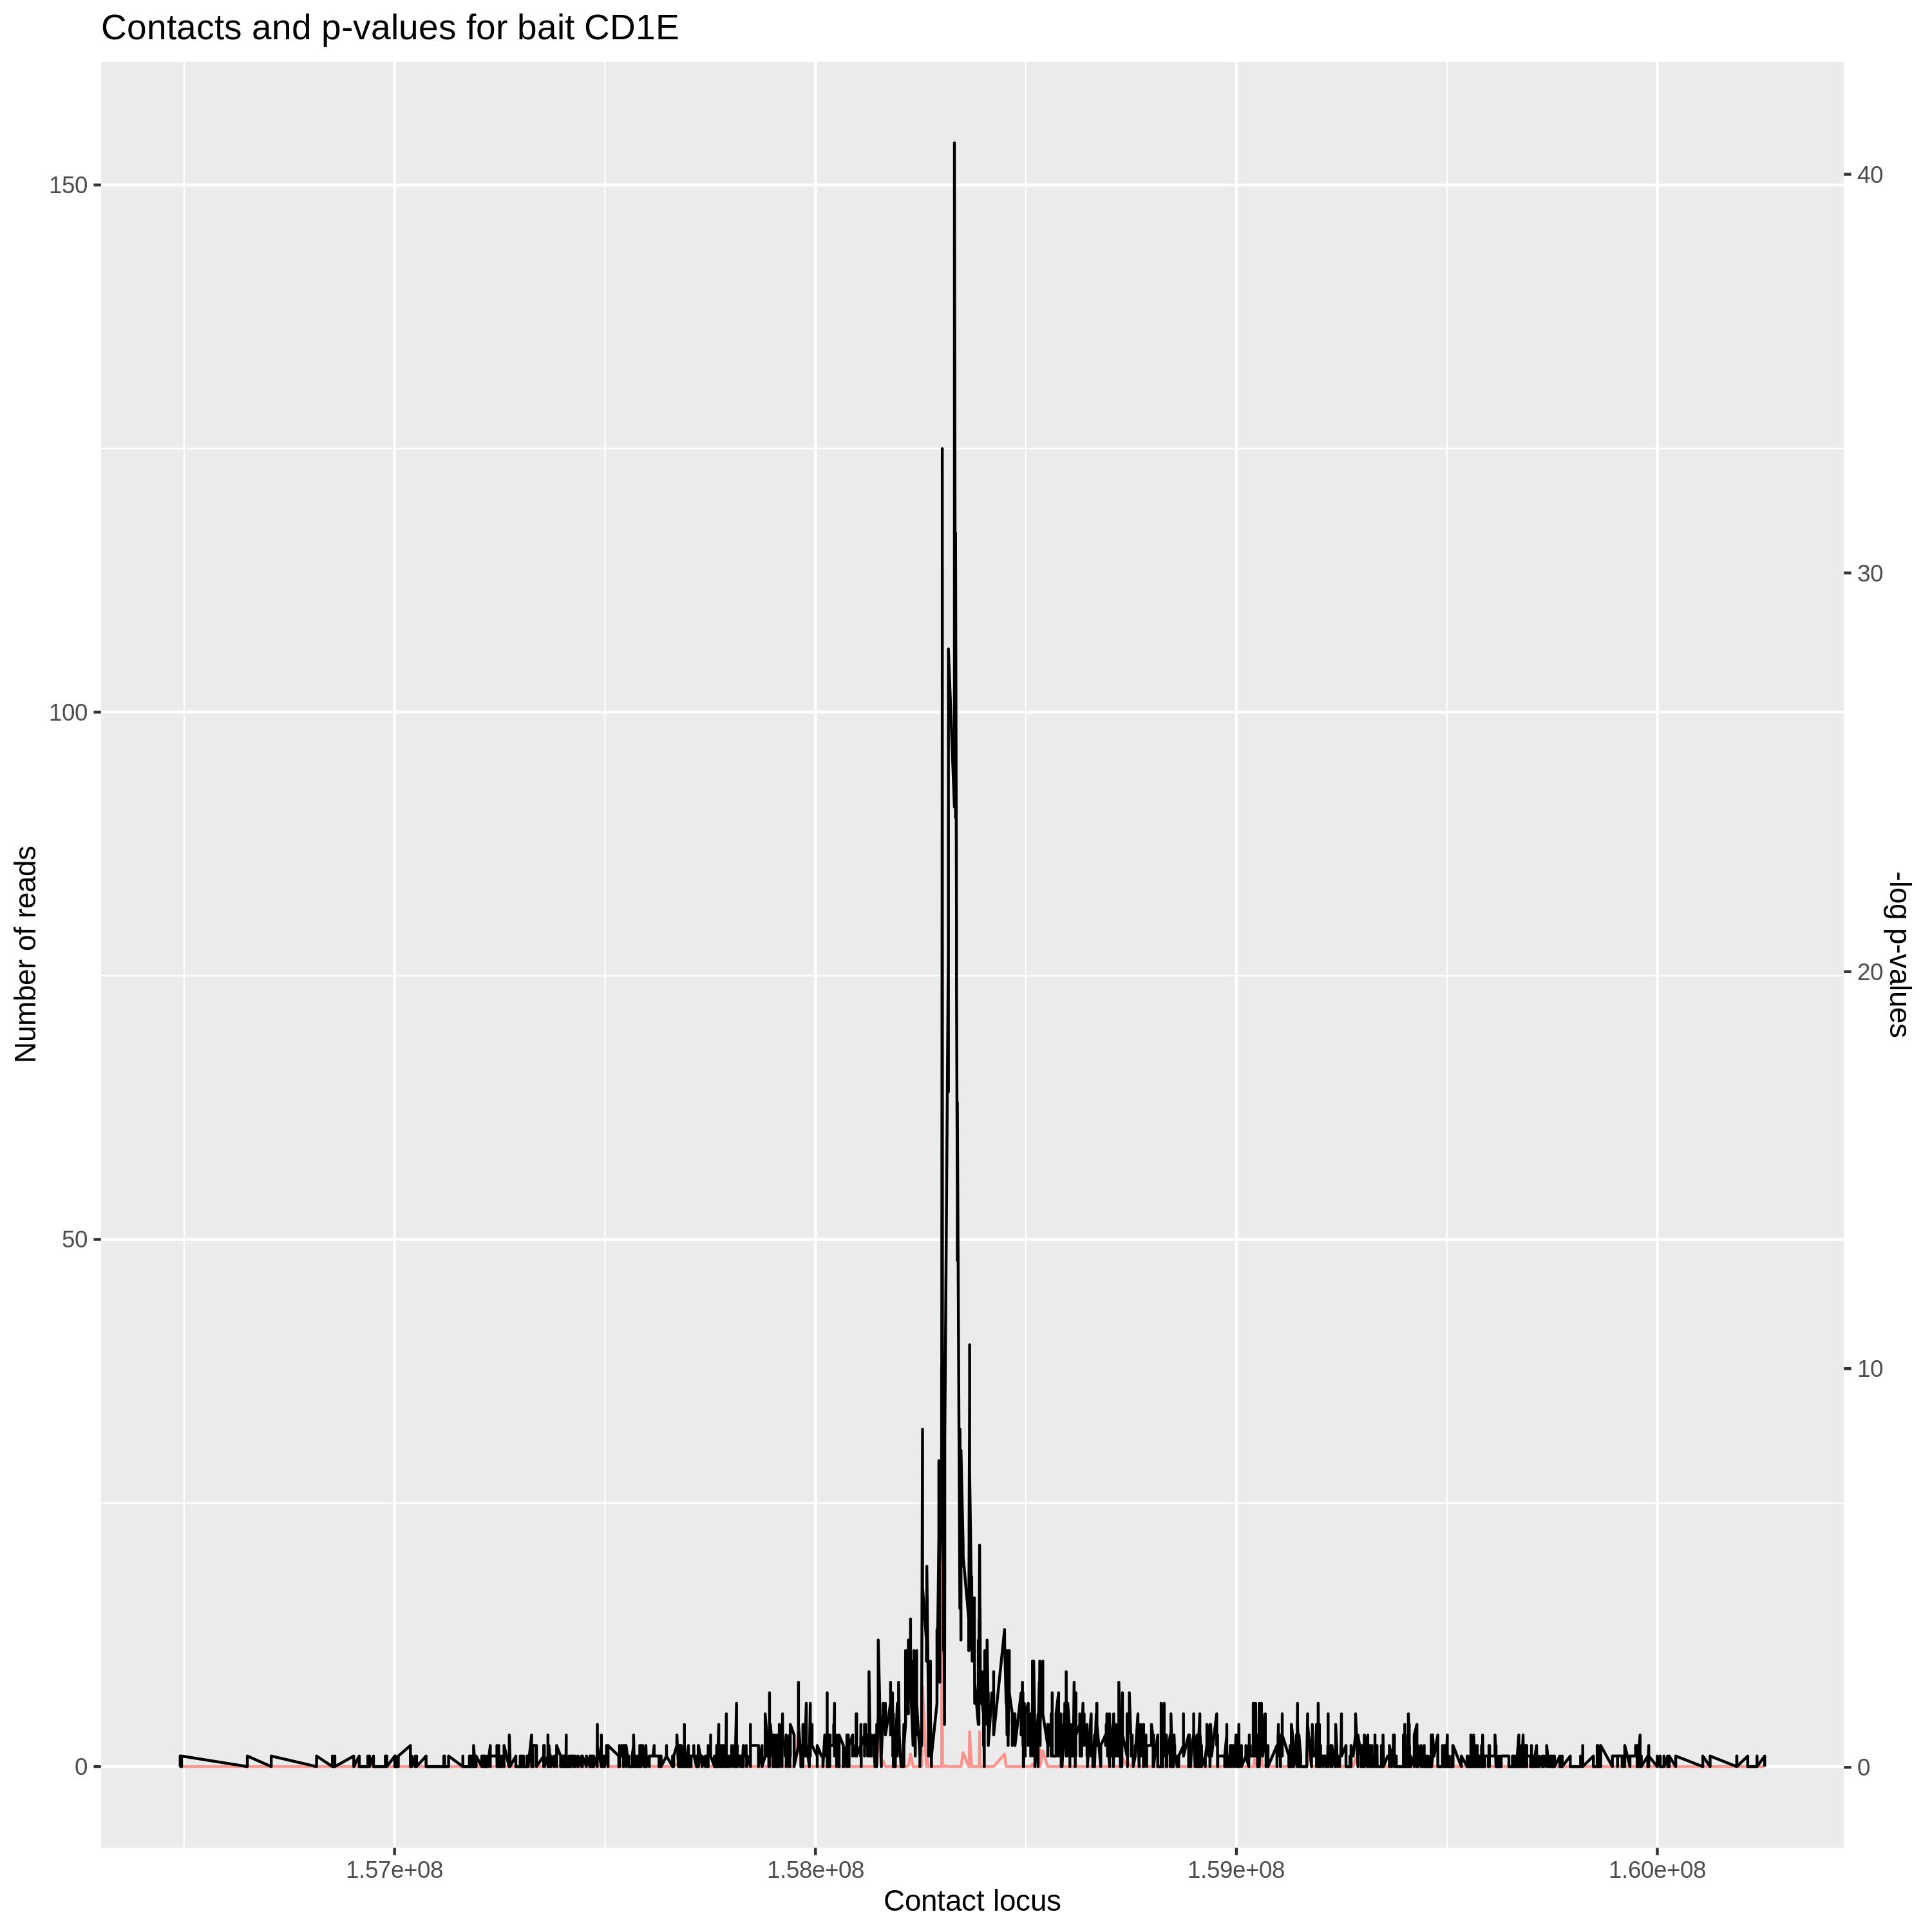 Contacts and p-values for bait CD1E
Number of reads
150
100
50
0
40
30
20
10
0
-log p-values
1.57e+08
1.58e+08
1.59e+08
1.60e+08
Contact locus